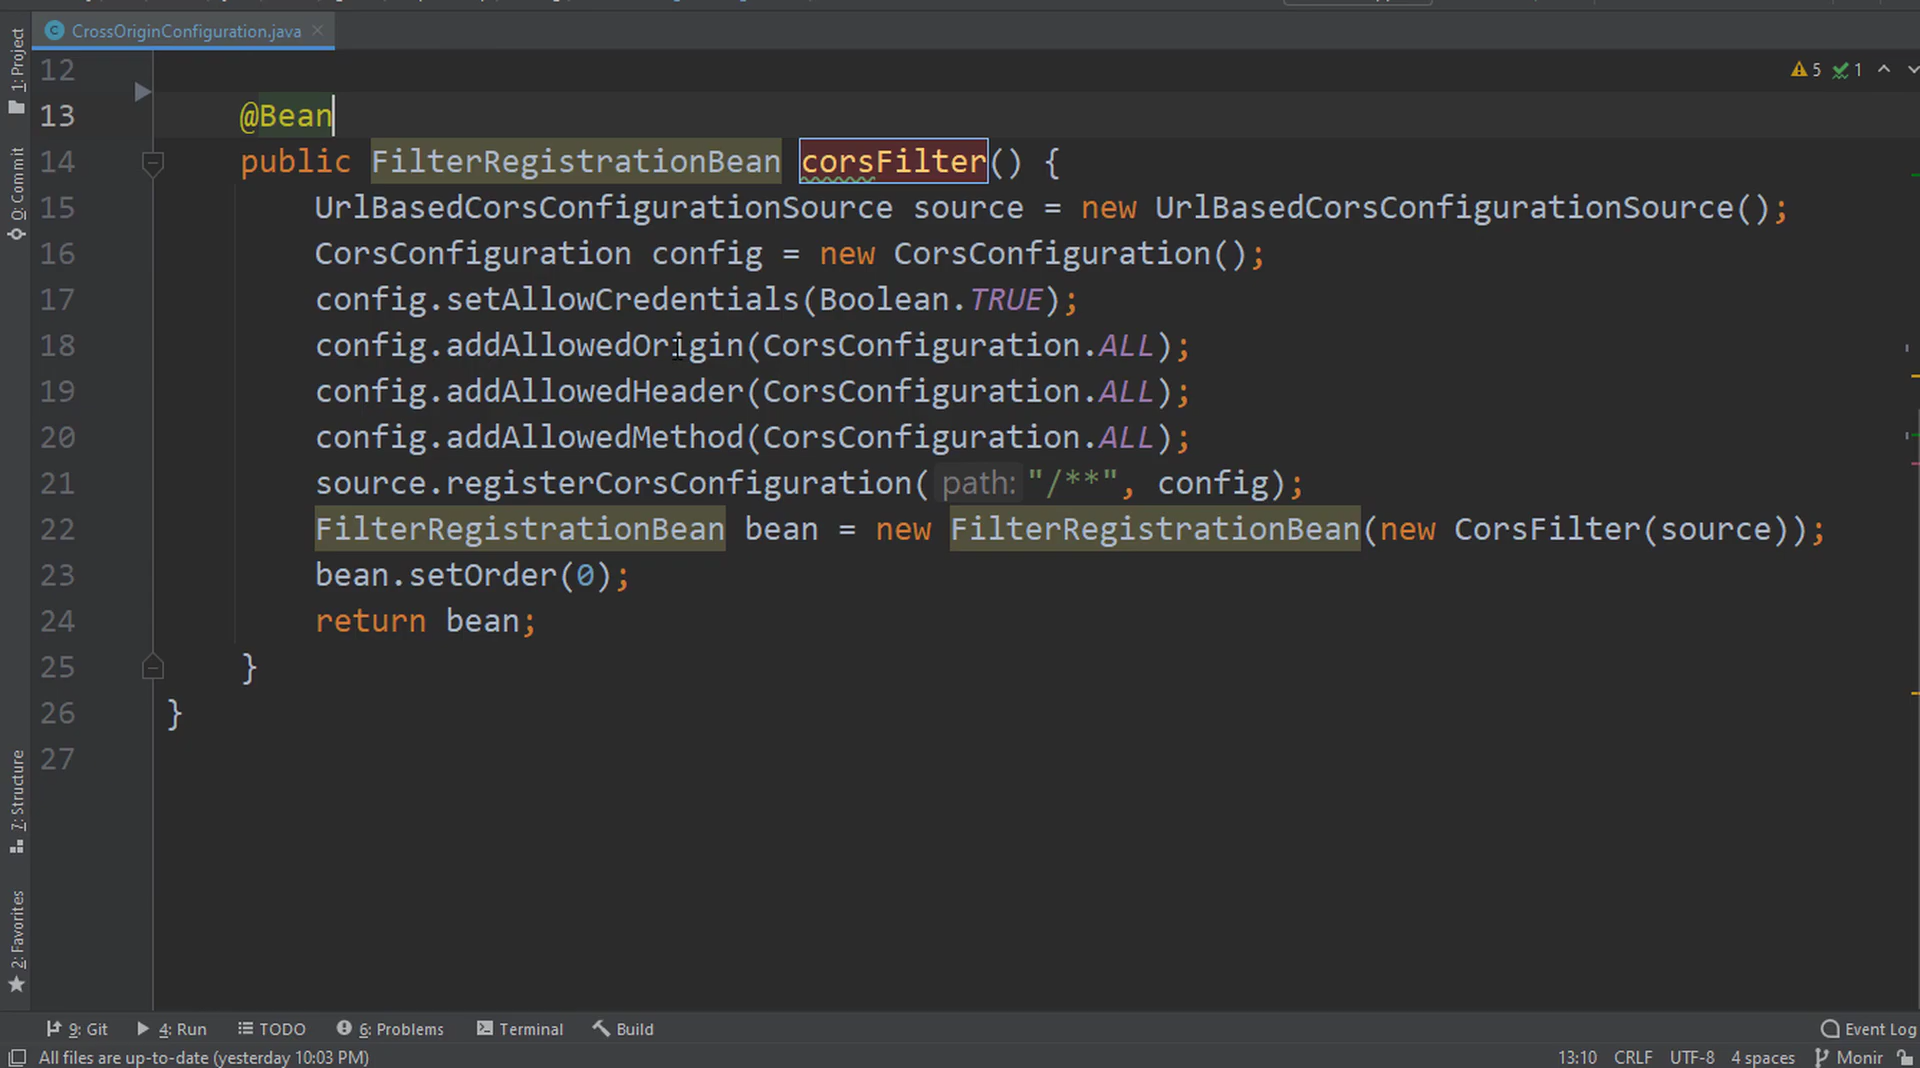 CrossOriginConfiguration.java
1: Project
0: Commit
7: Structure
2: Favorites
5 1
12
13 @Bean
14 public FilterRegistrationBean corsFilter() {
15 UrlBasedCorsConfigurationSource source = new UrlBasedCorsConfigurationSource();
16 CorsConfiguration config = new CorsConfiguration();
17 config.setAllowCredentials(Boolean.TRUE);
18 config.addAllowedOrigin(CorsConfiguration.ALL);
19 config.addAllowedHeader(CorsConfiguration.ALL);
20 config.addAllowedMethod(CorsConfiguration.ALL);
21 source.registerCorsConfiguration( path: "/**", config);
22 FilterRegistrationBean bean = new FilterRegistrationBean(new CorsFilter(source));
23 bean.setOrder(0);
24 return bean;
25 }
26 }
27
9: Git 4: Run TODO 6: Problems Terminal Build Event Log
All files are up-to-date (yesterday 10:03 PM) 13:10 CRLF UTF-8 4 spaces Monir